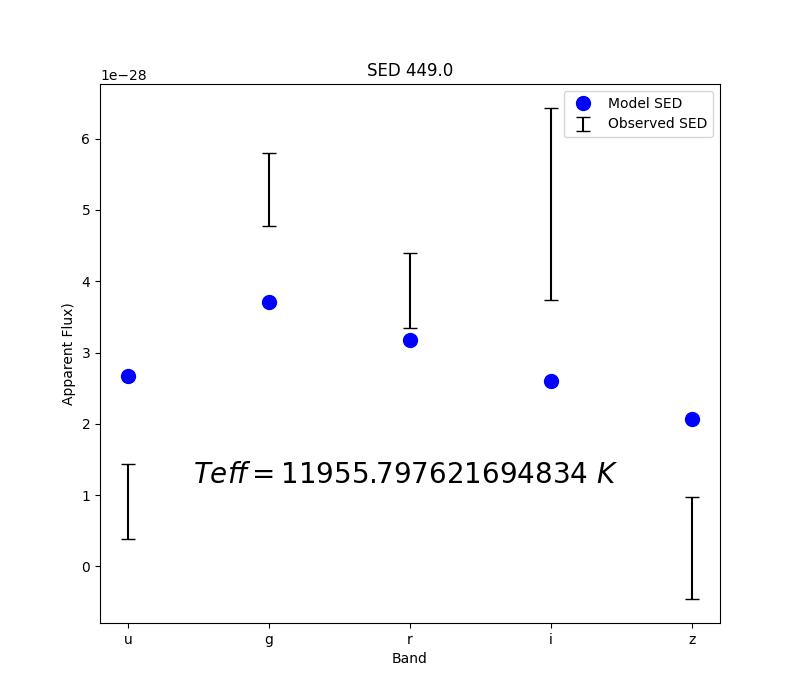 SED 449.0
1e−28
Model SED
Observed SED
6
5
4
3
2
1
0
Apparent Flux)
Teff = 11955.797621694834 K
u g r i z
Band